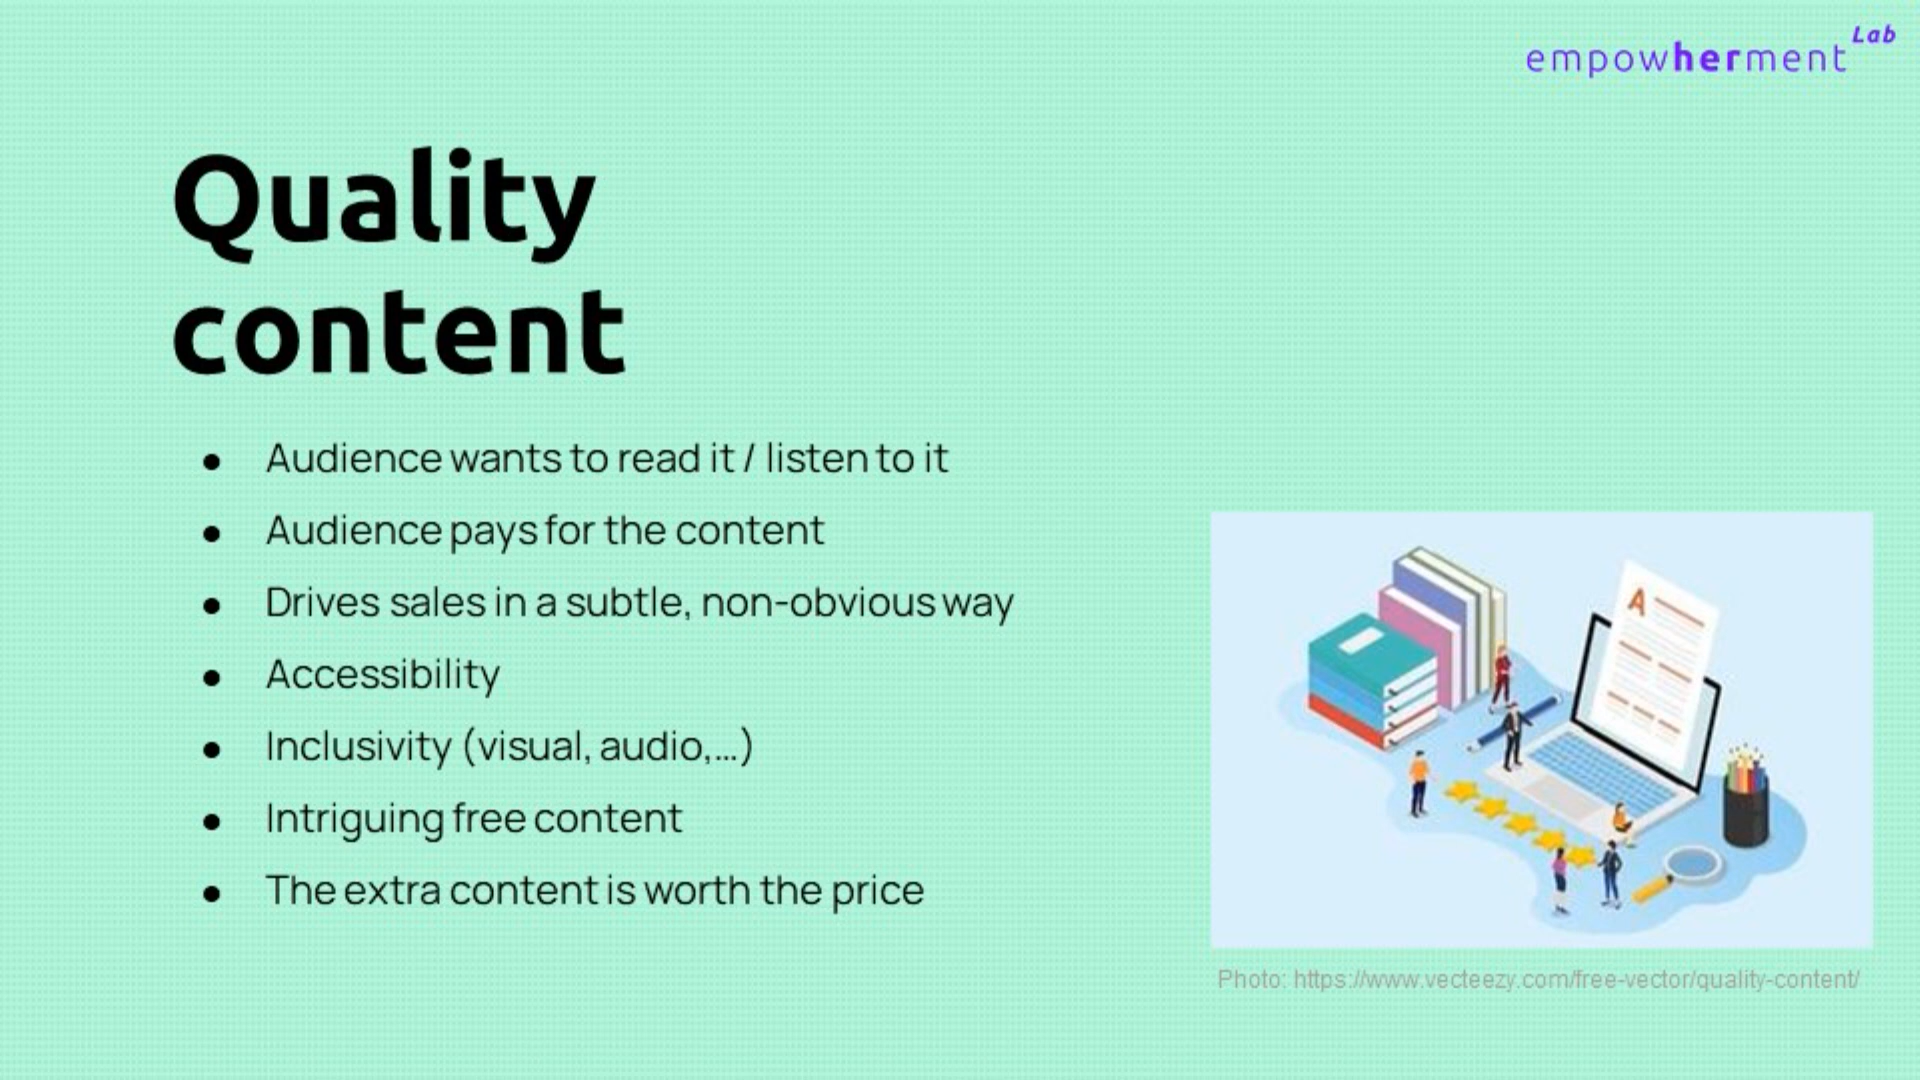 empowherment Lab
Quality
content
● Audience wants to read it / listen to it
● Audience pays for the content
● Drives sales in a subtle, non-obvious way
● Accessibility
● Inclusivity (visual, audio,...)
● Intriguing free content
● The extra content is worth the price
A
Photo: https://www.vecteezy.com/free-vector/quality-content/